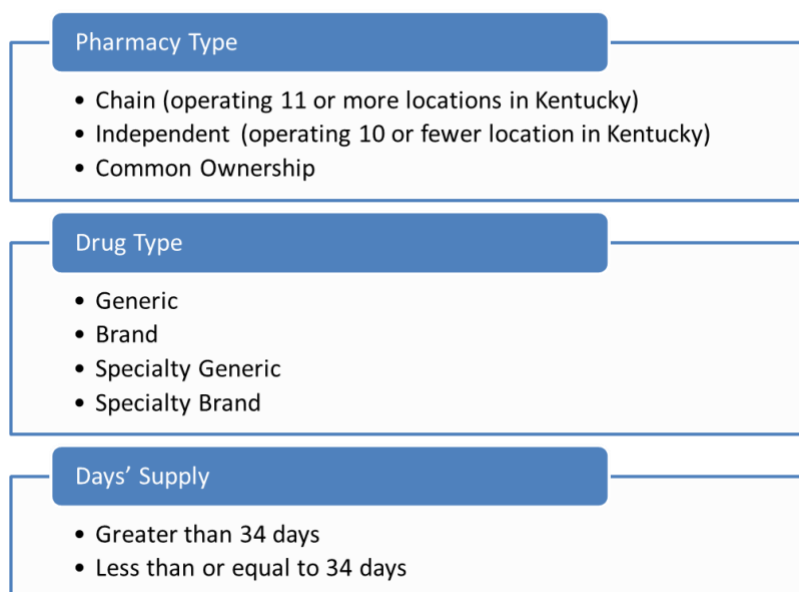 Pharmacy Type
• Chain (operating 11 or more locations in Kentucky)
• Independent (operating 10 or fewer location in Kentucky)
• Common Ownership
Drug Type
• Generic
• Brand
• Specialty Generic
• Specialty Brand
Days’ Supply
• Greater than 34 days
• Less than or equal to 34 days